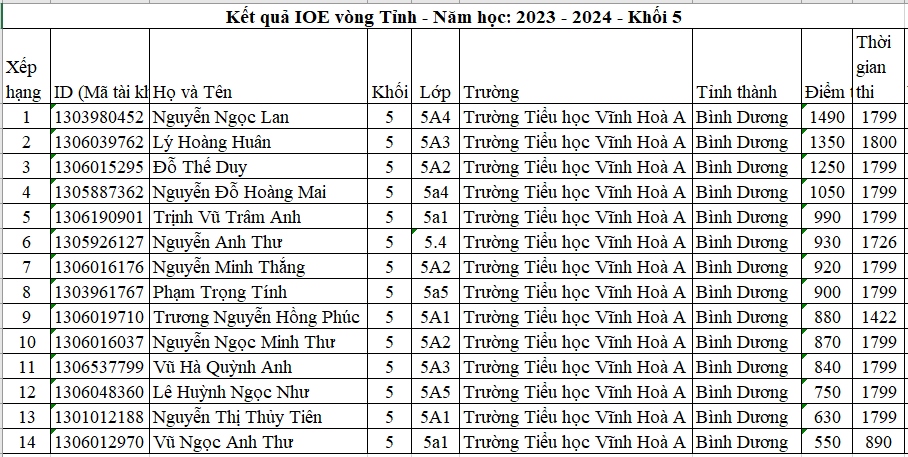 Kết quả IOE vòng Tỉnh - Năm học: 2023 - 2024 - Khối 5
Xếp hạng ID (Mã tài kh Họ và Tên Khối Lớp Trường Tỉnh thành Điểm t Thời gian thi
1 1303980452 Nguyễn Ngọc Lan 5 5A4 Trường Tiểu học Vĩnh Hoà A Bình Dương 1490 1799
2 1306039762 Lý Hoàng Huân 5 5A3 Trường Tiểu học Vĩnh Hoà A Bình Dương 1350 1800
3 1306015295 Đỗ Thế Duy 5 5A2 Trường Tiểu học Vĩnh Hoà A Bình Dương 1250 1799
4 1305887362 Nguyễn Đỗ Hoàng Mai 5 5a4 Trường Tiểu học Vĩnh Hoà A Bình Dương 1050 1799
5 1306190901 Trịnh Vũ Trâm Anh 5 5a1 Trường Tiểu học Vĩnh Hoà A Bình Dương 990 1799
6 1305926127 Nguyễn Anh Thư 5 5.4 Trường Tiểu học Vĩnh Hoà A Bình Dương 930 1726
7 1306016176 Nguyễn Minh Thắng 5 5A2 Trường Tiểu học Vĩnh Hoà A Bình Dương 920 1799
8 1303961767 Phạm Trọng Tính 5 5a5 Trường Tiểu học Vĩnh Hoà A Bình Dương 900 1799
9 1306019710 Trương Nguyễn Hồng Phúc 5 5A1 Trường Tiểu học Vĩnh Hoà A Bình Dương 880 1422
10 1306016037 Nguyễn Ngọc Minh Thư 5 5A2 Trường Tiểu học Vĩnh Hoà A Bình Dương 870 1799
11 1306537799 Vũ Hà Quỳnh Anh 5 5A3 Trường Tiểu học Vĩnh Hoà A Bình Dương 840 1799
12 1306048360 Lê Huỳnh Ngọc Như 5 5A5 Trường Tiểu học Vĩnh Hoà A Bình Dương 750 1799
13 1301012188 Nguyễn Thị Thủy Tiên 5 5A1 Trường Tiểu học Vĩnh Hoà A Bình Dương 630 1799
14 1306012970 Vũ Ngọc Anh Thư 5 5a1 Trường Tiểu học Vĩnh Hoà A Bình Dương 550 890